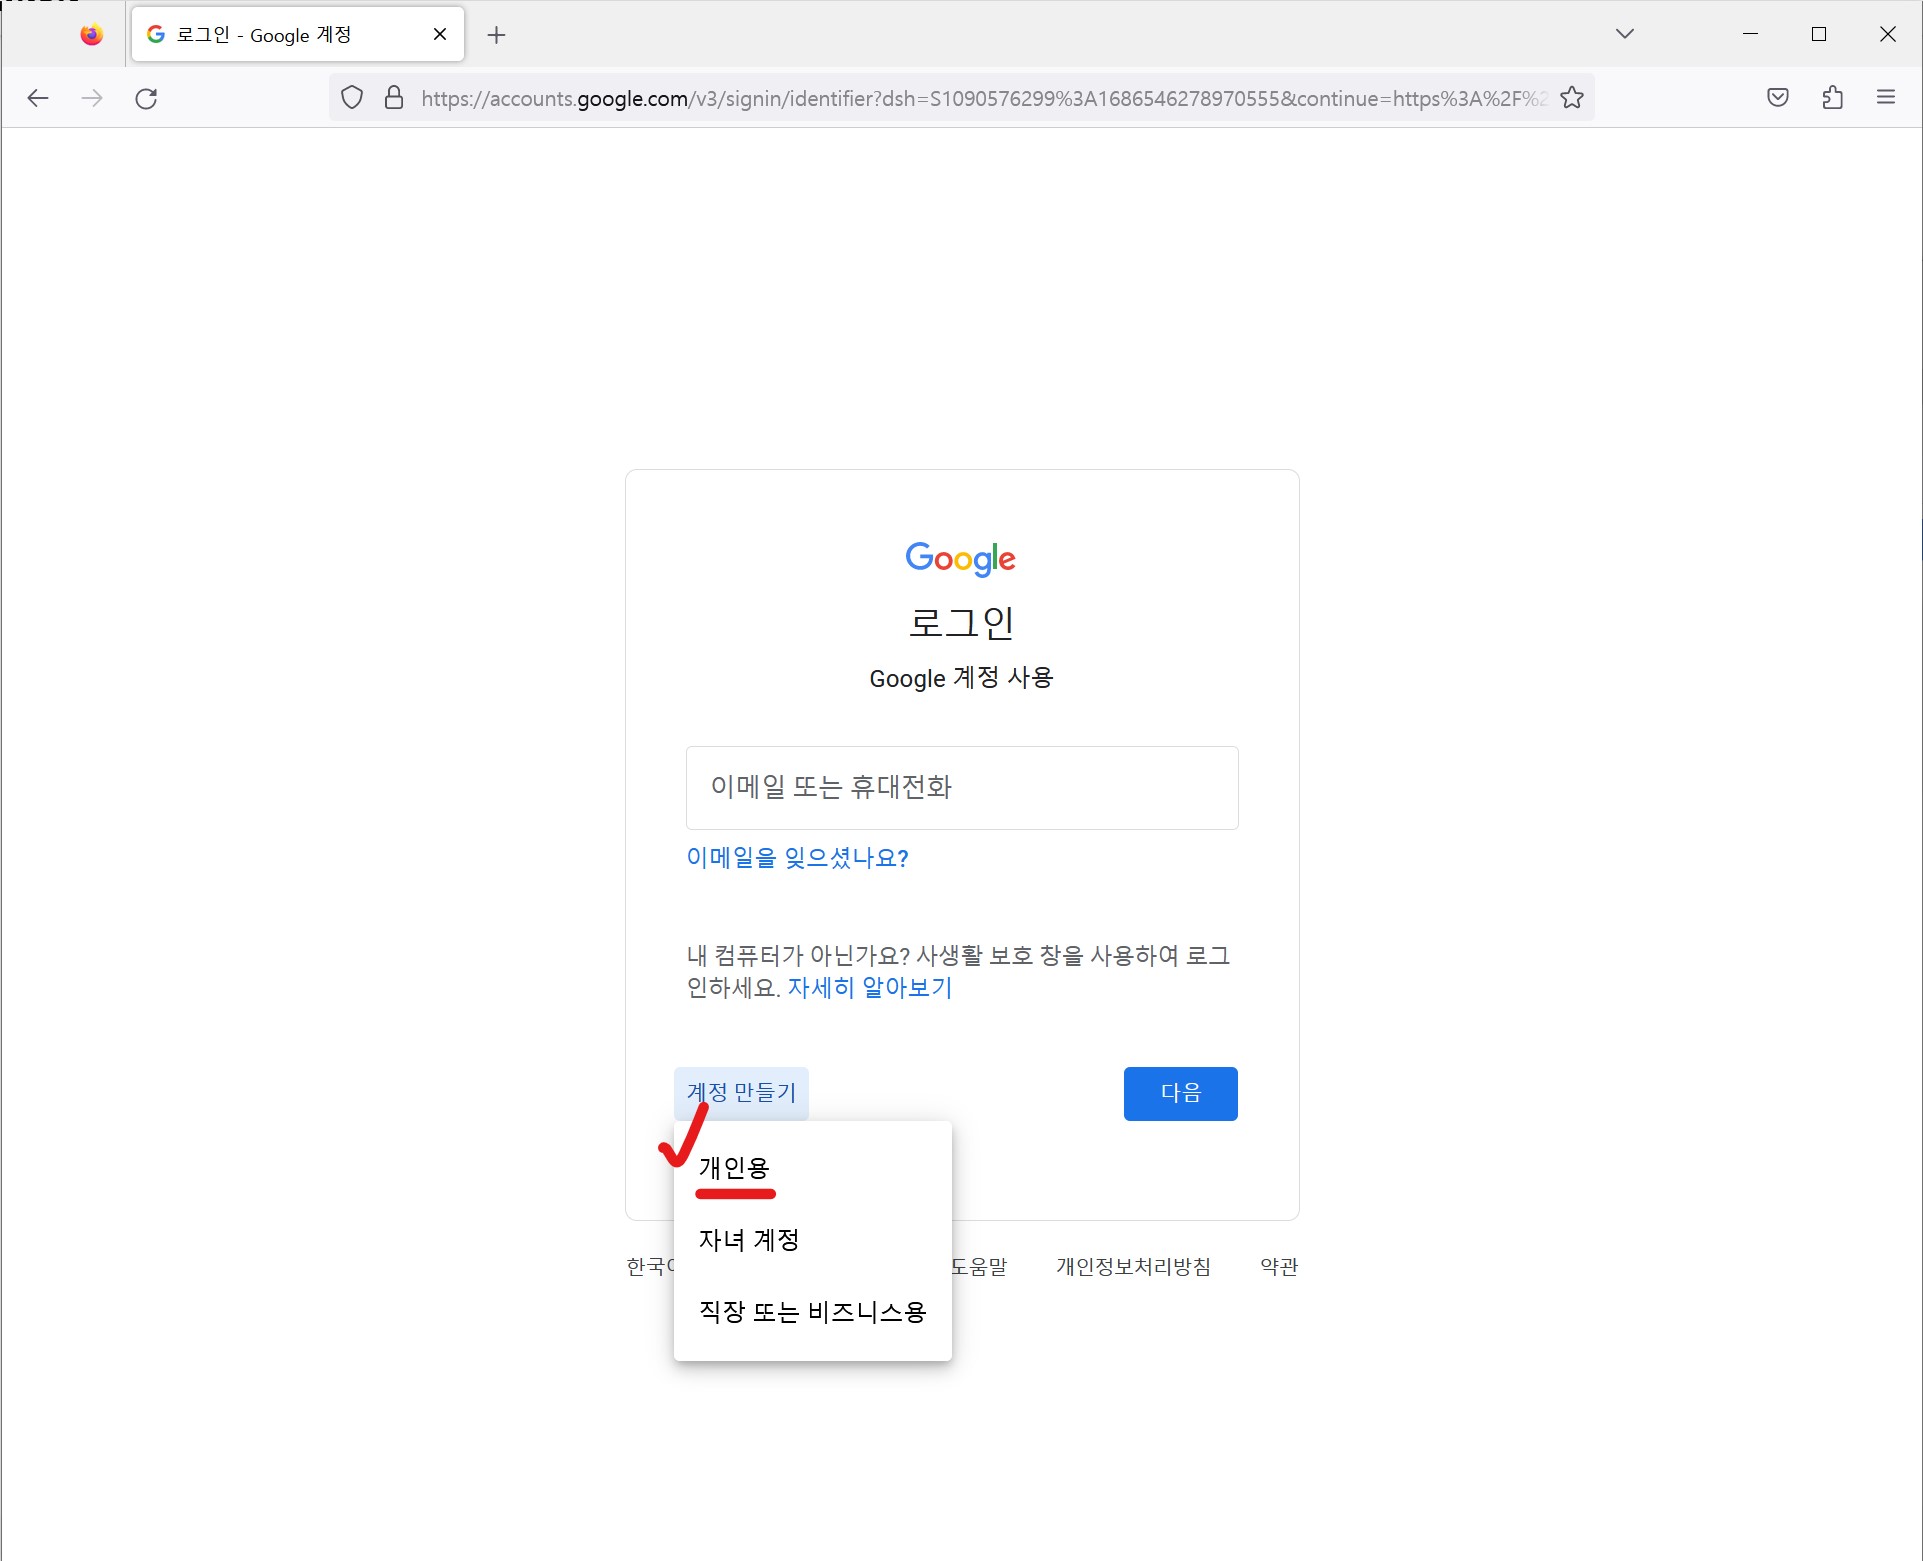 로그인 - Google 계정
https://accounts.google.com/v3/signin/identifier?dsh=S1090576299%3A1686546278970555&continue=https%3A%2F%2
Google
로그인
Google 계정 사용
이메일 또는 휴대전화
이메일을 잊으셨나요?
내 컴퓨터가 아닌가요? 사생활 보호 창을 사용하여 로그
인하세요. 자세히 알아보기
계정 만들기
다음
개인용
자녀 계정
한국 도움말 개인정보처리방침 약관
직장 또는 비즈니스용